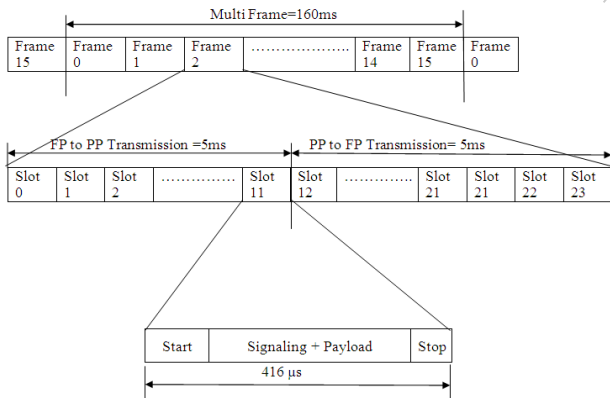 Multi Frame=160ms
Frame 15 Frame 0 Frame 1 Frame 2 ………………… Frame 14 Frame 15 Frame 0
FP to PP Transmission =5ms PP to FP Transmission= 5ms
Slot 0 Slot 1 Slot 2 …………… Slot 11 Slot 12 ………….. Slot 21 Slot 21 Slot 22 Slot 23
Start Signaling + Payload Stop
416 µs